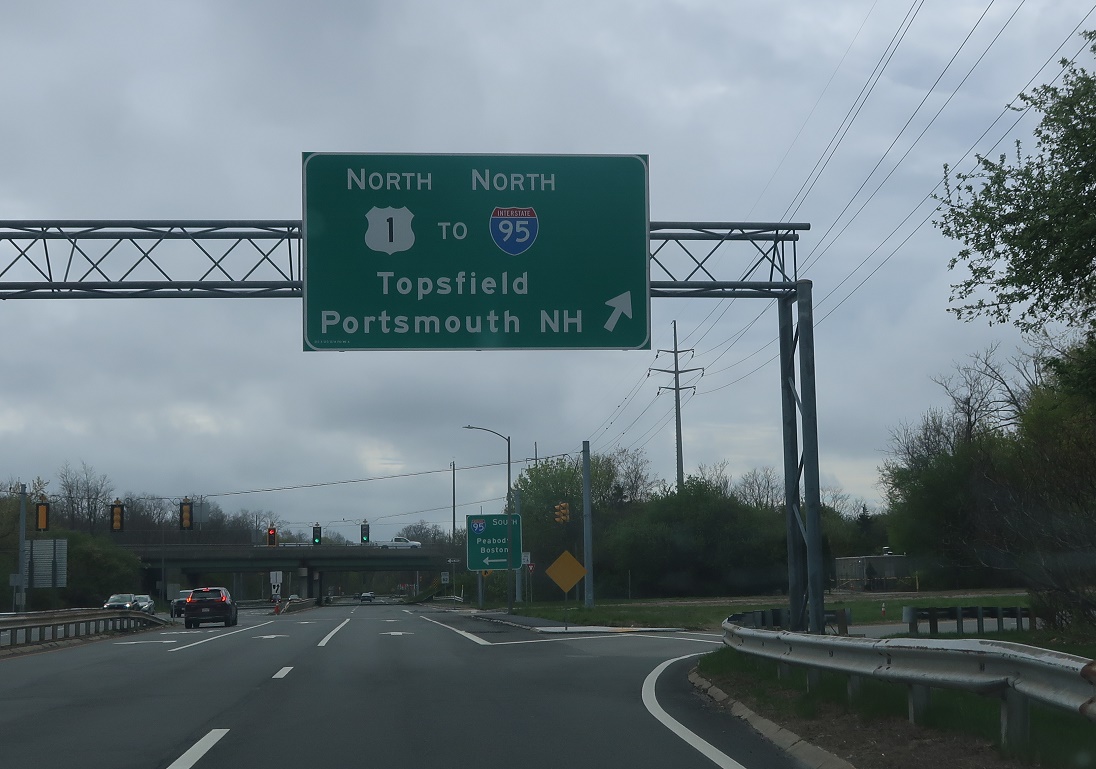 NORTH NORTH
1 TO INTERSTATE 95
Topsfield
Portsmouth NH
95 SOUTH
Peabody
Boston